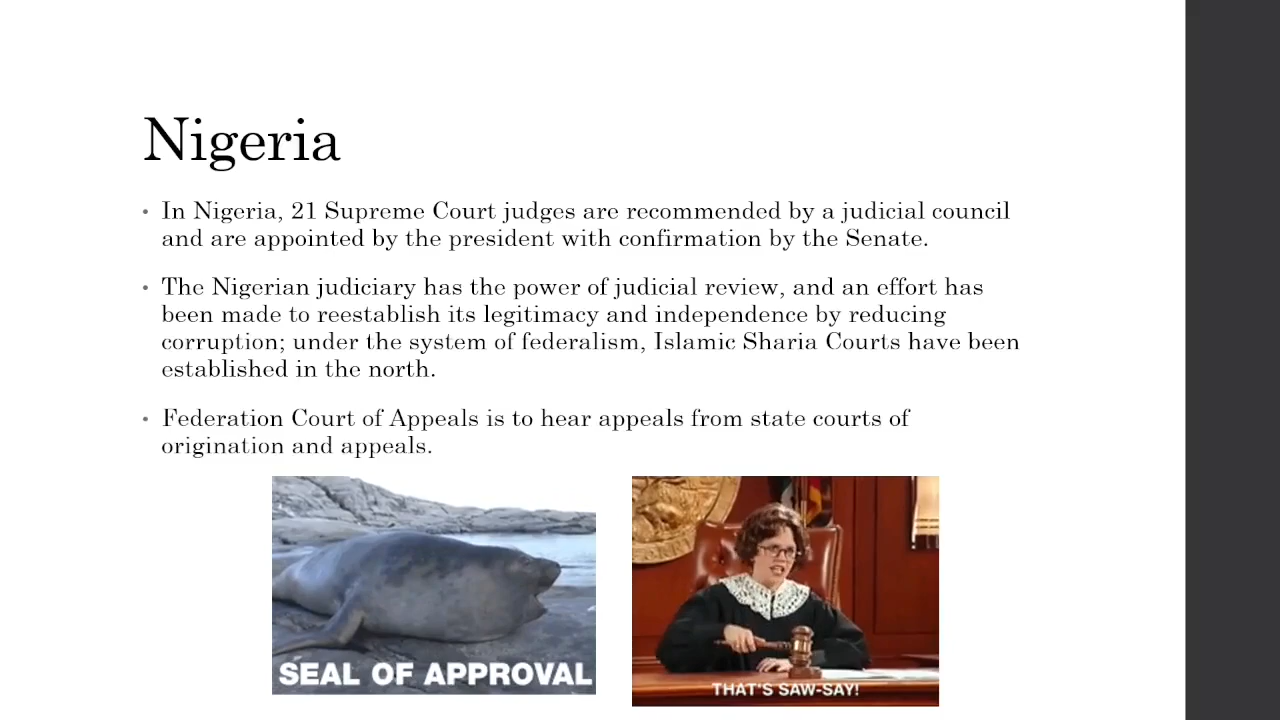 Nigeria
• In Nigeria, 21 Supreme Court judges are recommended by a judicial council
and are appointed by the president with confirmation by the Senate.
• The Nigerian judiciary has the power of judicial review, and an effort has
been made to reestablish its legitimacy and independence by reducing
corruption; under the system of federalism, Islamic Sharia Courts have been
established in the north.
• Federation Court of Appeals is to hear appeals from state courts of
origination and appeals.
SEAL OF APPROVAL
THAT'S SAW-SAY!